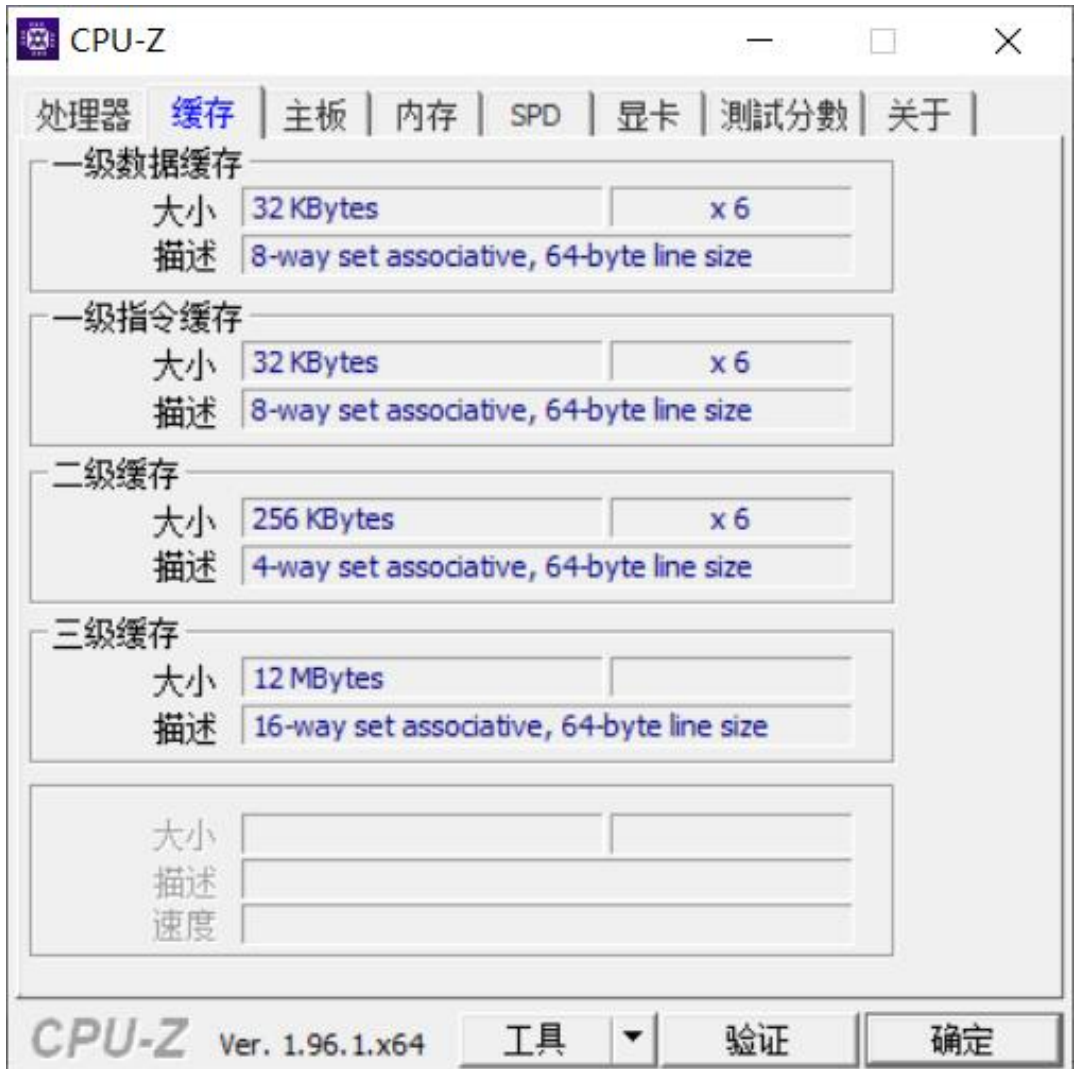 CPU-Z
处理器 缓存 主板 内存 SPD 显卡 測試分數 关于
一级数据缓存
大小 32 KBytes x 6
描述 8-way set associative, 64-byte line size
一级指令缓存
大小 32 KBytes x 6
描述 8-way set associative, 64-byte line size
二级缓存
大小 256 KBytes x 6
描述 4-way set associative, 64-byte line size
三级缓存
大小 12 MBytes
描述 16-way set associative, 64-byte line size
大小
描述
速度
CPU-Z Ver. 1.96.1.x64 工具 验证 确定